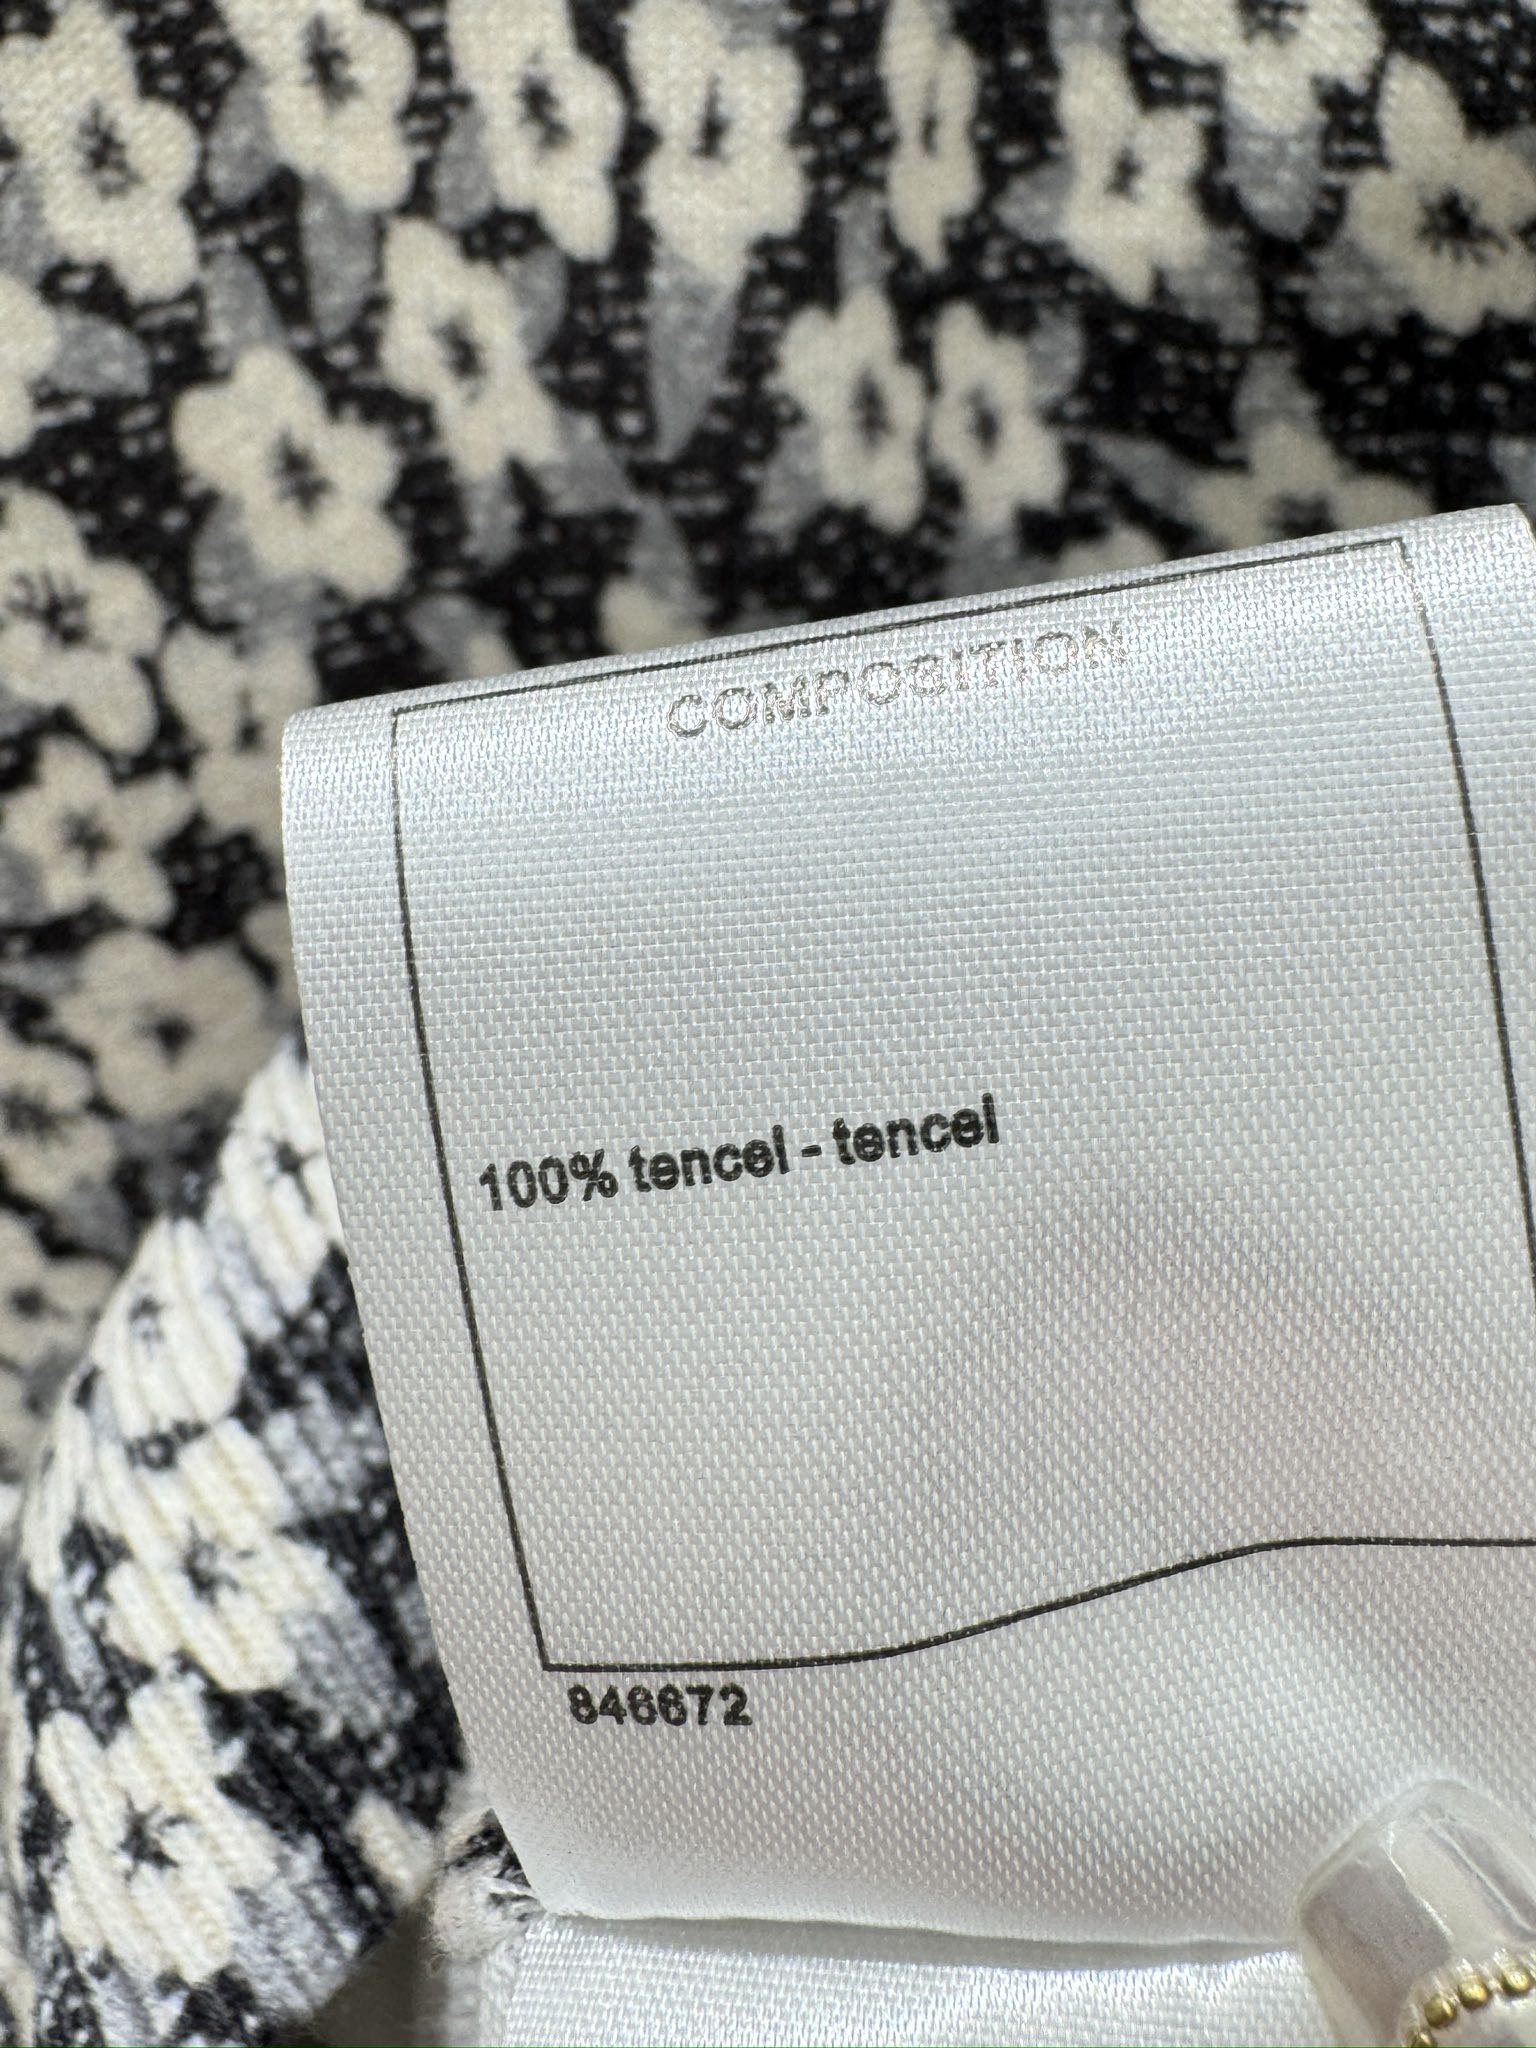 COMPOSITION
100% tencel - tencel
846672